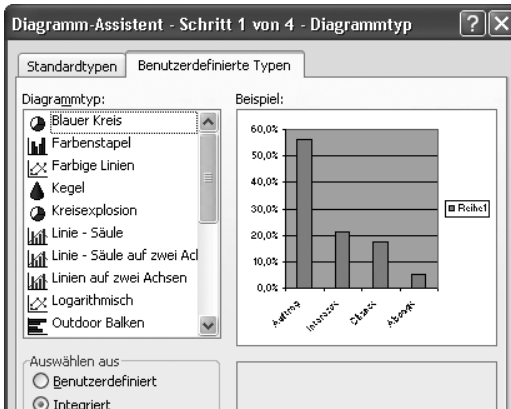 Diagramm-Assistent - Schritt 1 von 4 - Diagrammtyp
Standardtypen
Benutzerdefinierte Typen
Diagrammtyp:
Blauer Kreis
Farbenstapel
Farbige Linien
Kegel
Kreisexplosion
Linie - Säule
Linie - Säule auf zwei Acl
Linien auf zwei Achsen
Logarithmisch
Outdoor Balken
Beispiel:
60,0%
50,0%
40,0%
30,0%
20,0%
10,0%
0,0%
Auftrag
Reihe1
Auswählen aus
Benutzerdefiniert
Integriert